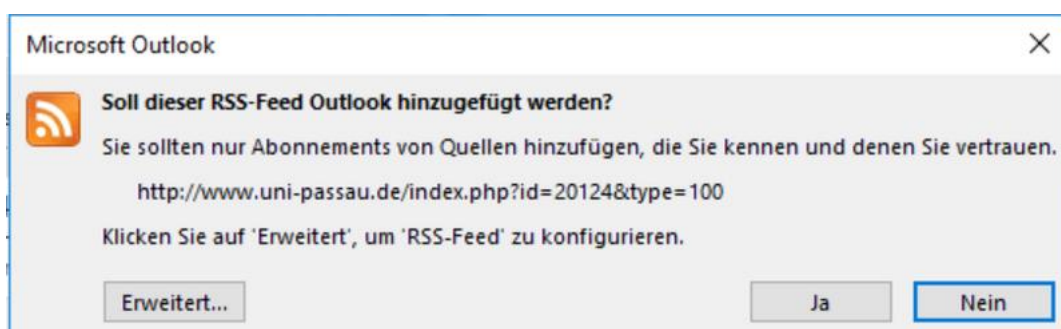 Microsoft Outlook
Soll dieser RSS-Feed Outlook hinzugefügt werden?
Sie sollten nur Abonnements von Quellen hinzufügen, die Sie kennen und denen Sie vertrauen.
http://www.uni-passau.de/index.php?id=20124&type=100
Klicken Sie auf 'Erweitert', um 'RSS-Feed' zu konfigurieren.
Erweitert... Ja Nein